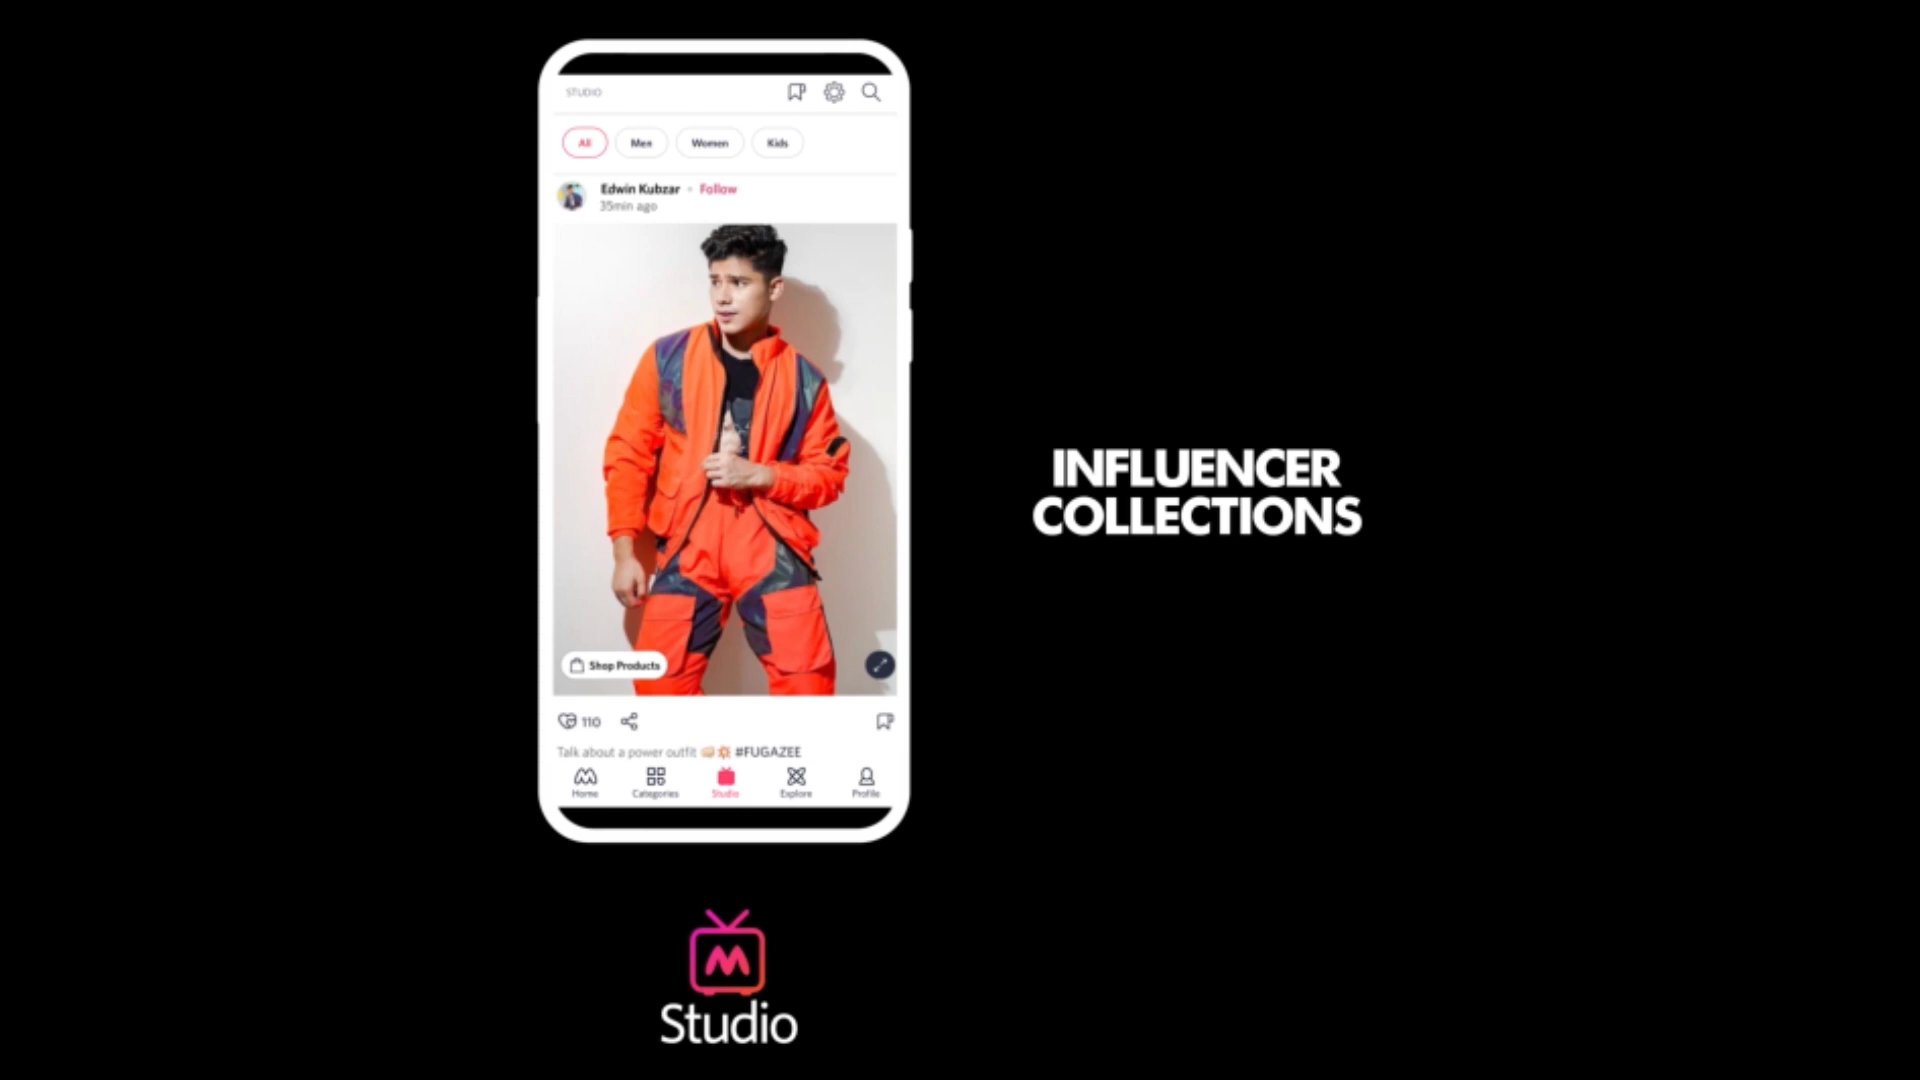 STUDIO
All Men Women Kids
Edwin Kubzar • Follow
35min ago
Shop Products
110
Talk about a power outfit 🤛🏻💥 #FUGAZEE
Home Categories Studio Explore Profile
INFLUENCER
COLLECTIONS
Studio